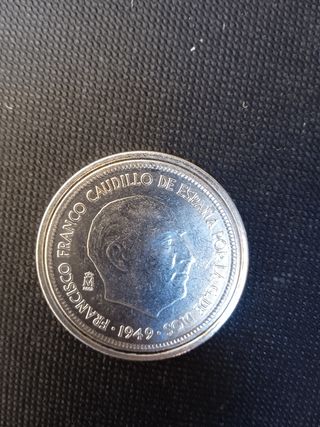 FRANCISCO FRANCO CAUDILLO DE ESPAÑA POR LA G. DE DIOS · 1949 ·